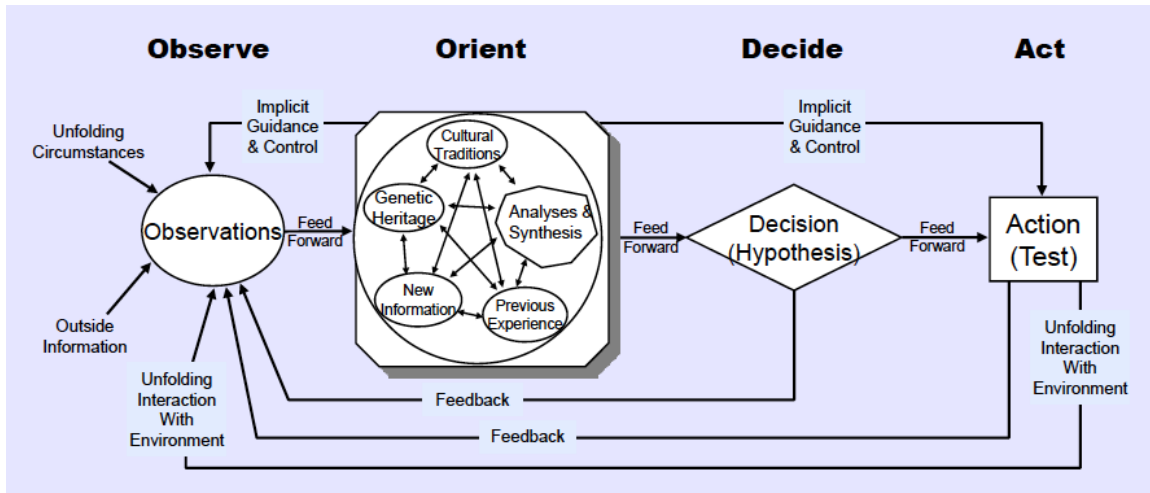 Observe
Orient
Decide
Act
Implicit
Guidance
& Control
Implicit
Guidance
& Control
Unfolding
Circumstances
Cultural
Traditions
Genetic
Heritage
Analyses &
Synthesis
New
Information
Previous
Experience
Observations
Feed
Forward
Feed
Forward
Decision
(Hypothesis)
Feed
Forward
Action
(Test)
Outside
Information
Unfolding
Interaction
With
Environment
Feedback
Feedback
Unfolding
Interaction
With
Environment